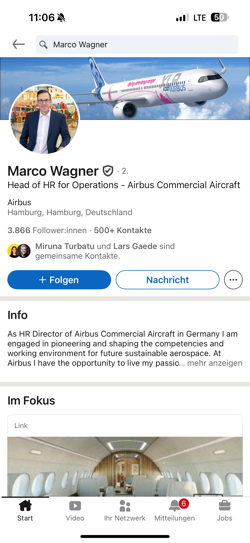 11:06
LTE
50
Marco Wagner
Marco Wagner · 2.
Head of HR for Operations - Airbus Commercial Aircraft
Airbus
Hamburg, Hamburg, Deutschland
3.866 Follower:innen · 500+ Kontakte
Miruna Turbatu und Lars Gaede sind
gemeinsame Kontakte.
+ Folgen
Nachricht
Info
As HR Director of Airbus Commercial Aircraft in Germany I am
engaged in pioneering and shaping the competencies and
working environment for future sustainable aerospace. At
Airbus I have the opportunity to live my passio... mehr anzeigen
Im Fokus
Link
6
Start
Video
Ihr Netzwerk
Mitteilungen
Jobs